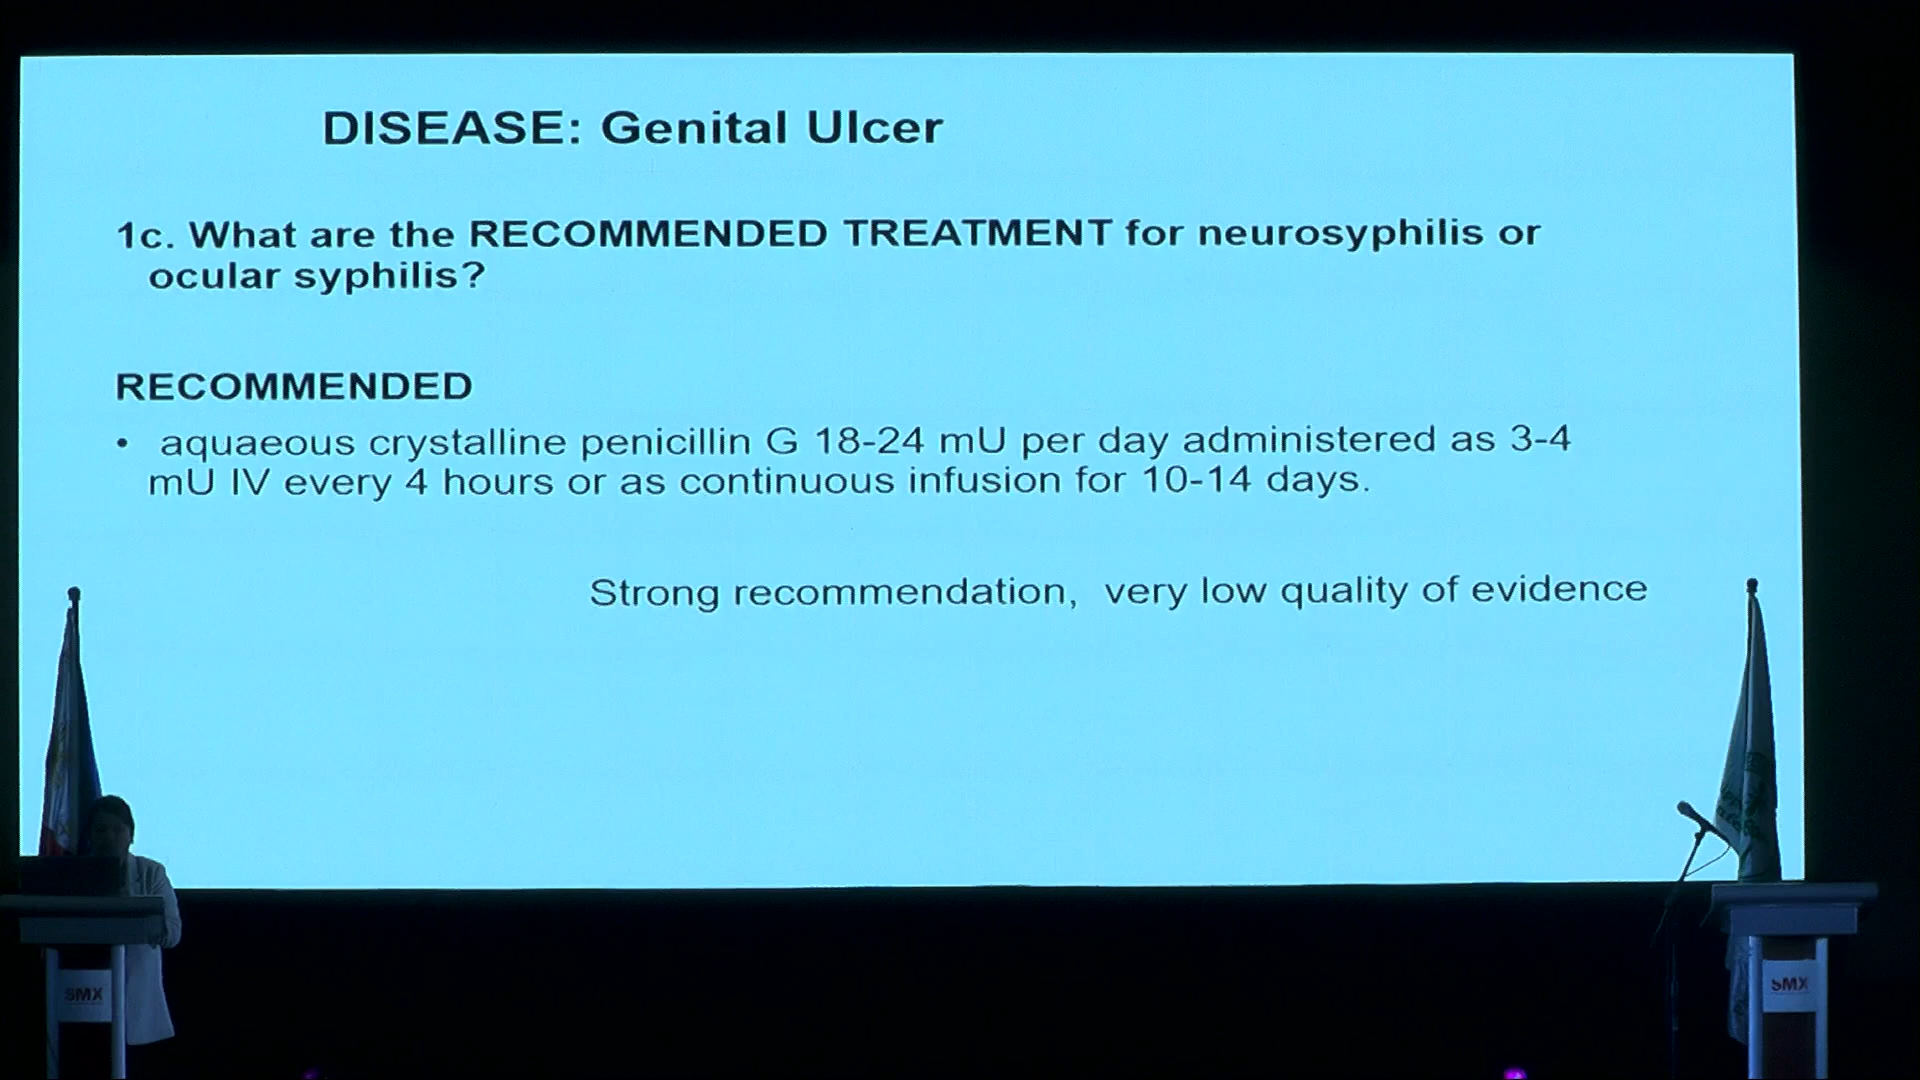 DISEASE: Genital Ulcer
1c. What are the RECOMMENDED TREATMENT for neurosyphilis or
ocular syphilis?
RECOMMENDED
• aquaeous crystalline penicillin G 18-24 mU per day administered as 3-4
mU IV every 4 hours or as continuous infusion for 10-14 days.
Strong recommendation, very low quality of evidence
SMX
SMX